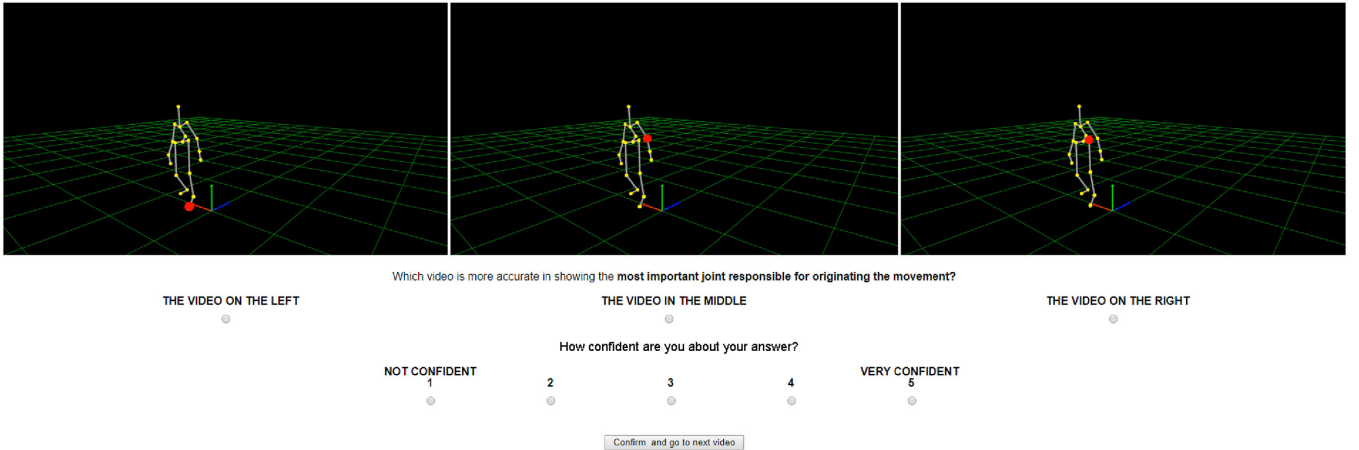 Which video is more accurate in showing the most important joint responsible for originating the movement?
THE VIDEO ON THE LEFT THE VIDEO IN THE MIDDLE THE VIDEO ON THE RIGHT
How confident are you about your answer?
NOT CONFIDENT VERY CONFIDENT
1 2 3 4 5
Confirm and go to next video